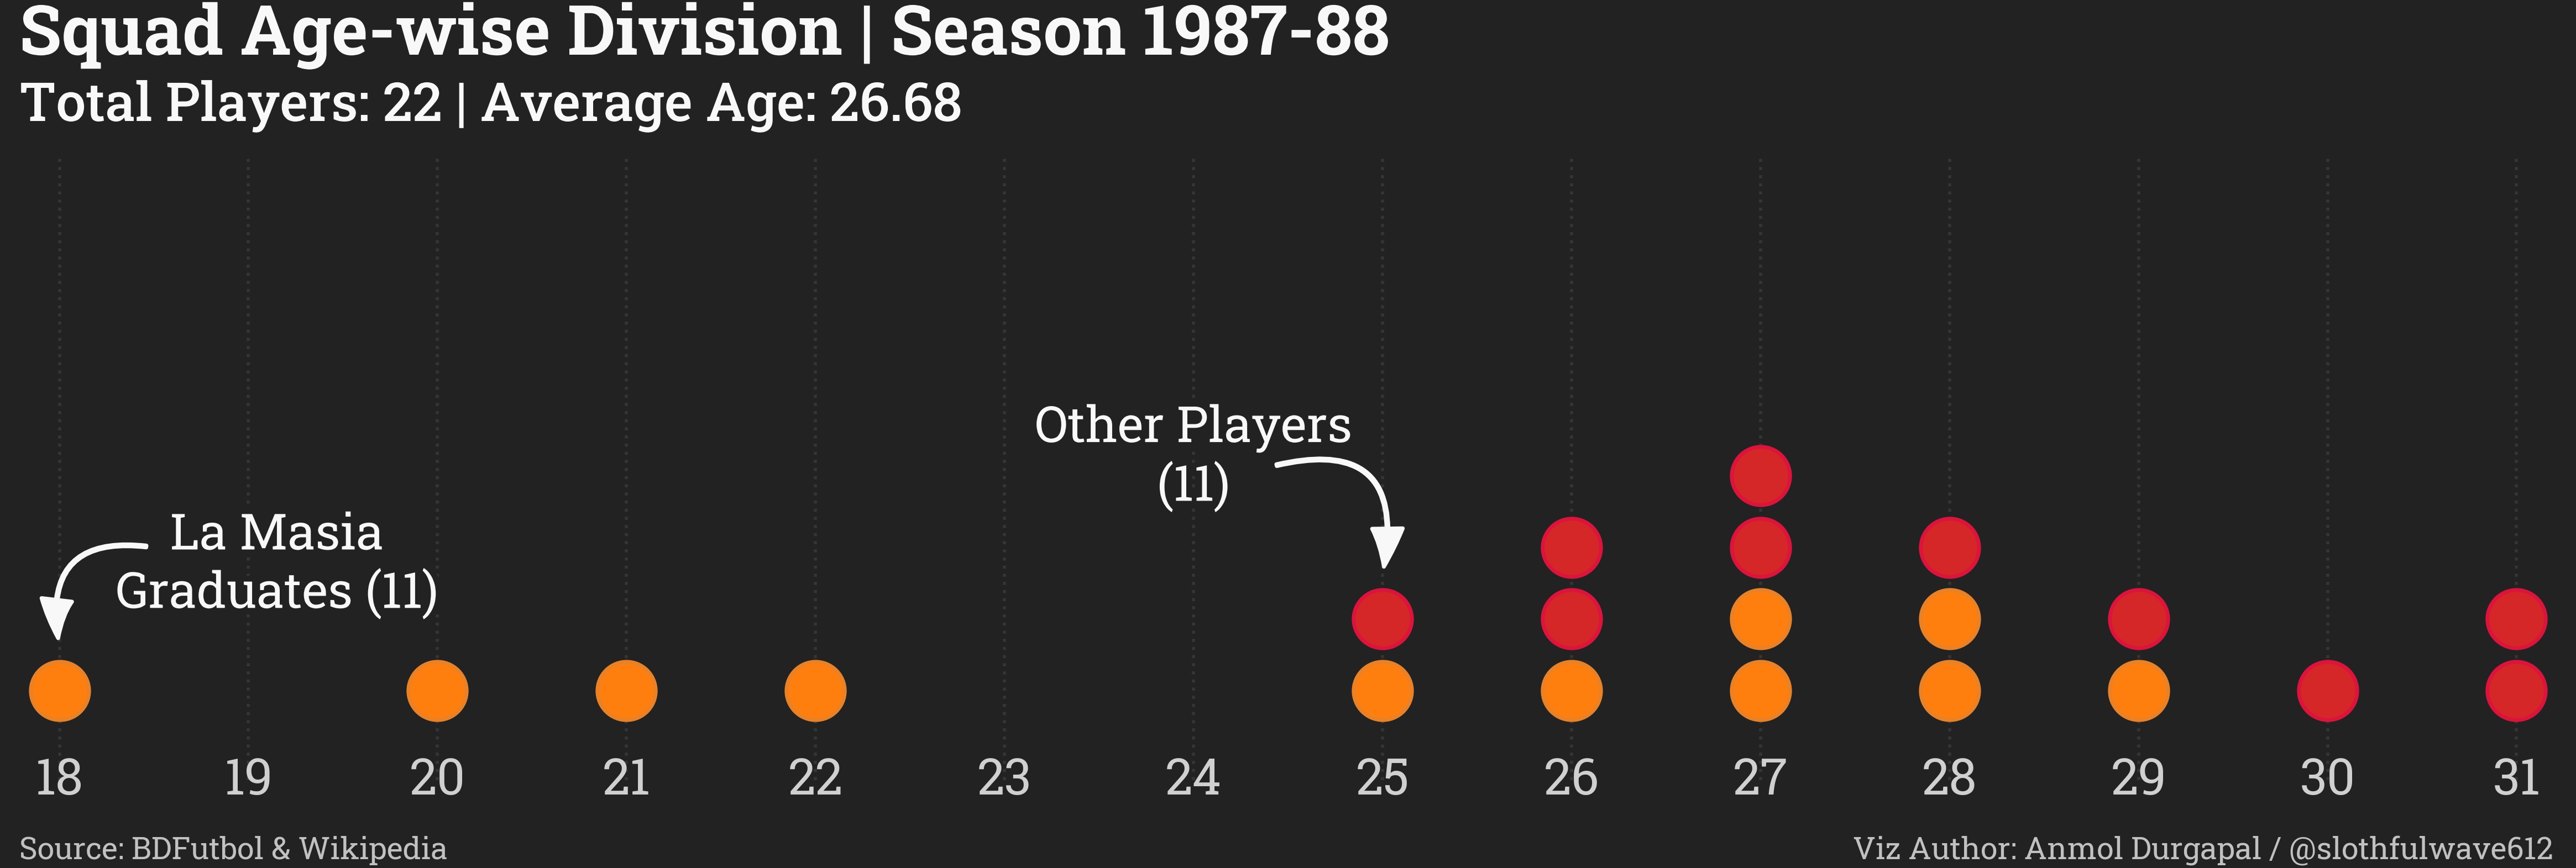 Squad Age-wise Division | Season 1987-88
Total Players: 22 | Average Age: 26.68
Other Players
(11)
La Masia
Graduates (11)
18 19 20 21 22 23 24 25 26 27 28 29 30 31
Source: BDFutbol & Wikipedia
Viz Author: Anmol Durgapal / @slothfulwave612